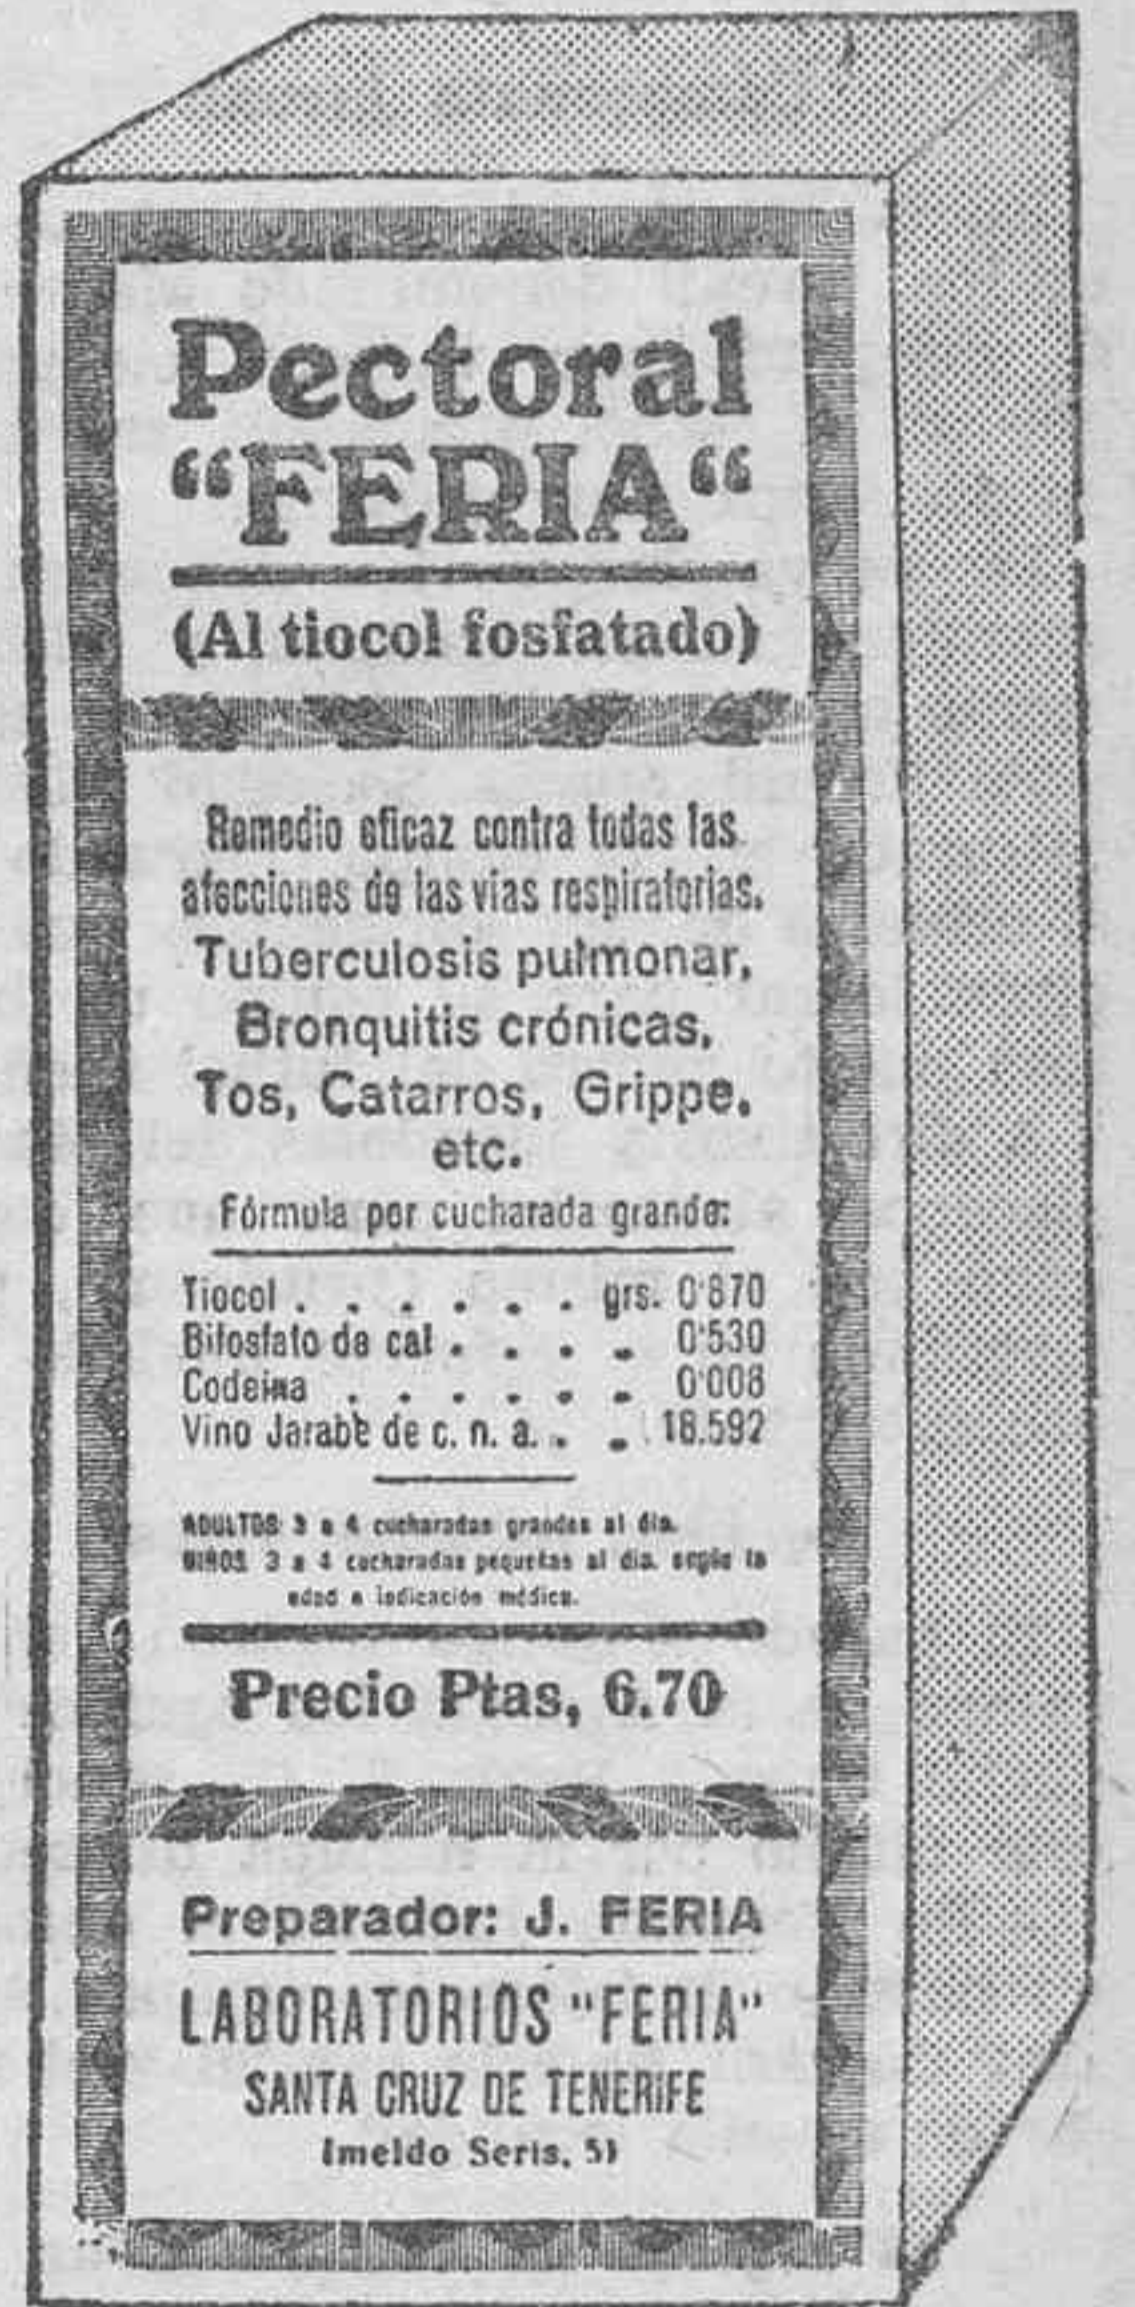 Pectoral
“FERIA“
(Al tiocol fosfatado)
Remedio eficaz contra todas las
afecciones de las vias respiratorias.
Tuberculosis pulmonar,
Bronquitis crónicas,
Tos, Catarros, Grippe,
etc.
Fórmula por cucharada grande:
Tiocol . . . . . . grs. 0'870
Bifosfato de cal . . . . 0'530
Codeina . . . . . . 0'008
Vino Jarabe de c. n. a. . . 18.592
ADULTOS 3 a 4 cucharadas grandes al dia.
NIÑOS 3 a 4 cucharadas pequeñas al dia. según la
edad e indicación médica.
Precio Ptas, 6.70
Preparador: J. FERIA
LABORATORIOS "FERIA"
SANTA CRUZ DE TENERIFE
Imeldo Seris,